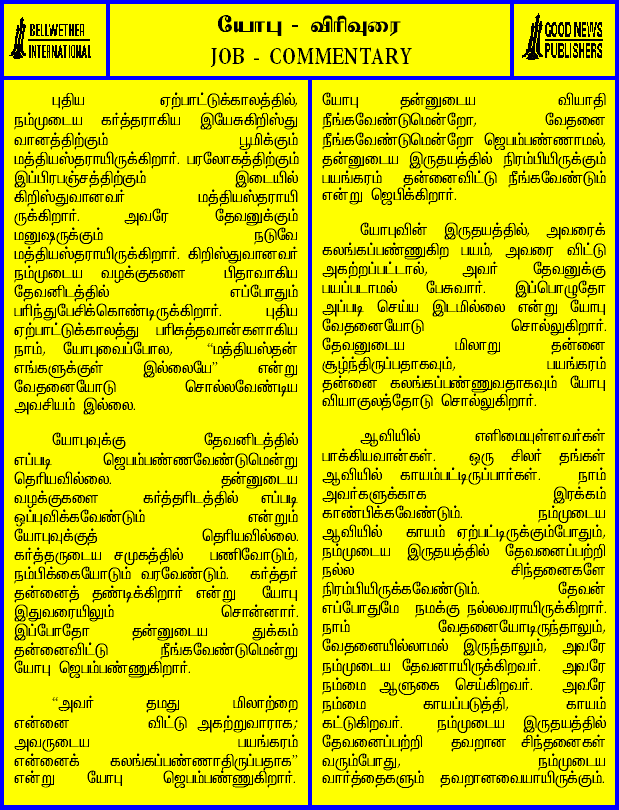 BELLWETHER
INTERNATIONAL
யோபு - விரிவுரை
JOB - COMMENTARY
GOOD NEWS
PUBLISHERS
புதிய ஏற்பாட்டுக்காலத்தில்,
நம்முடைய கர்த்தராகிய இயேசுகிறிஸ்து
வானத்திற்கும் பூமிக்கும்
மத்தியஸ்தராயிருக்கிறார். பரலோகத்திற்கும்
இப்பிரபஞ்சத்திற்கும் இடையில்
கிறிஸ்துவானவர் மத்தியஸ்தராயி
ருக்கிறார். அவரே தேவனுக்கும்
மனுஷருக்கும் நடுவே
மத்தியஸ்தராயிருக்கிறார். கிறிஸ்துவானவர்
நம்முடைய வழக்குகளை பிதாவாகிய
தேவனிடத்தில் எப்போதும்
பரிந்துபேசிக்கொண்டிருக்கிறார். புதிய
ஏற்பாட்டுக்காலத்து பரிசுத்தவான்களாகிய
நாம், யோபுவைப்போல, “மத்தியஸ்தன்
எங்களுக்குள் இல்லையே” என்று
வேதனையோடு சொல்லவேண்டிய
அவசியம் இல்லை.
யோபுவுக்கு தேவனிடத்தில்
எப்படி ஜெபம்பண்ணவேண்டுமென்று
தெரியவில்லை. தன்னுடைய
வழக்குகளை கர்த்தரிடத்தில் எப்படி
ஒப்புவிக்கவேண்டும் என்றும்
யோபுவுக்குத் தெரியவில்லை.
கர்த்தருடைய சமுகத்தில் பணிவோடும்,
நம்பிக்கையோடும் வரவேண்டும். கர்த்தர்
தன்னைத் தண்டிக்கிறார் என்று யோபு
இதுவரையிலும் சொன்னார்.
இப்போதோ தன்னுடைய துக்கம்
தன்னைவிட்டு நீங்கவேண்டுமென்று
யோபு ஜெபம்பண்ணுகிறார்.
“அவர் தமது மிலாற்றை
என்னை விட்டு அகற்றுவாராக;
அவருடைய பயங்கரம்
என்னைக் கலங்கப்பண்ணாதிருப்பதாக”
என்று யோபு ஜெபம்பண்ணுகிறார்.
யோபு தன்னுடைய வியாதி
நீங்கவேண்டுமென்றோ, வேதனை
நீங்கவேண்டுமென்றோ ஜெபம்பண்ணாமல்,
தன்னுடைய இருதயத்தில் நிரம்பியிருக்கும்
பயங்கரம் தன்னைவிட்டு நீங்கவேண்டும்
என்று ஜெபிக்கிறார்.
யோபுவின் இருதயத்தில், அவரைக்
கலங்கப்பண்ணுகிற பயம், அவரை விட்டு
அகற்றப்பட்டால், அவர் தேவனுக்கு
பயப்படாமல் பேசுவார். இப்பொழுதோ
அப்படி செய்ய இடமில்லை என்று யோபு
வேதனையோடு சொல்லுகிறார்.
தேவனுடைய மிலாறு தன்னை
சூழ்ந்திருப்பதாகவும், பயங்கரம்
தன்னை கலங்கப்பண்ணுவதாகவும் யோபு
வியாகுலத்தோடு சொல்லுகிறார்.
ஆவியில் எளிமையுள்ளவர்கள்
பாக்கியவான்கள். ஒரு சிலர் தங்கள்
ஆவியில் காயம்பட்டிருப்பார்கள். நாம்
அவர்களுக்காக இரக்கம்
காண்பிக்கவேண்டும். நம்முடைய
ஆவியில் காயம் ஏற்பட்டிருக்கும்போதும்,
நம்முடைய இருதயத்தில் தேவனைப்பற்றி
நல்ல சிந்தனைகளே
நிரம்பியிருக்கவேண்டும். தேவன்
எப்போதுமே நமக்கு நல்லவராயிருக்கிறார்.
நாம் வேதனையோடிருந்தாலும்,
வேதனையில்லாமல் இருந்தாலும், அவரே
நம்முடைய தேவனாயிருக்கிறவர். அவரே
நம்மை ஆளுகை செய்கிறவர். அவரே
நம்மை காயப்படுத்தி, காயம்
கட்டுகிறவர். நம்முடைய இருதயத்தில்
தேவனைப்பற்றி தவறான சிந்தனைகள்
வரும்போது, நம்முடைய
வார்த்தைகளும் தவறானவையாயிருக்கும்.